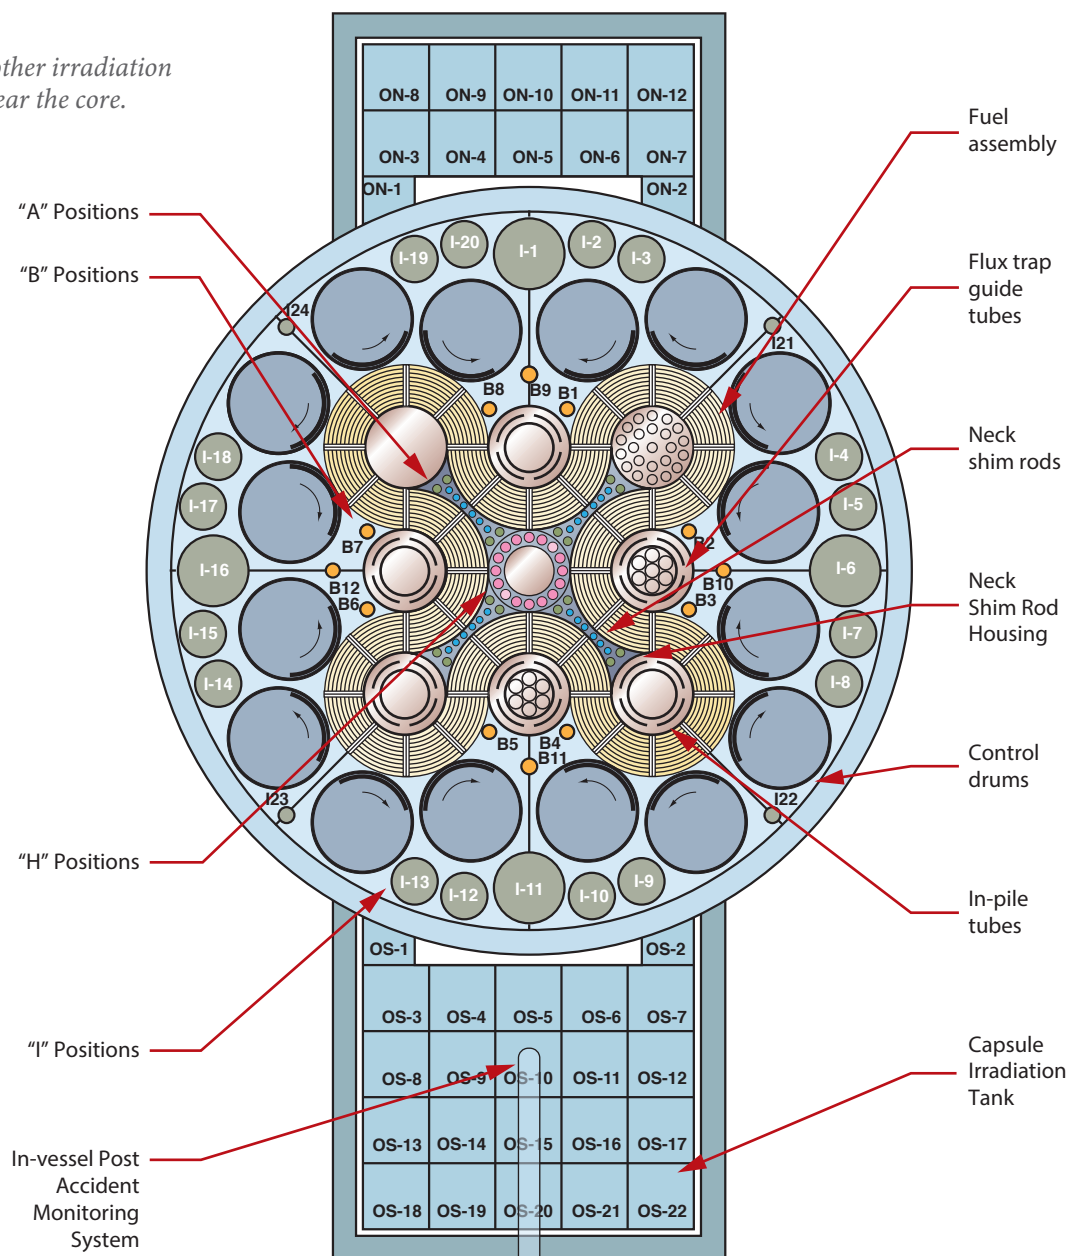 other irradiation
ear the core.
ON-8 ON-9 ON-10 ON-11 ON-12
ON-3 ON-4 ON-5 ON-6 ON-7
ON-1 ON-2
"A" Positions
"B" Positions
Fuel
assembly
Flux trap
guide
tubes
Neck
shim rods
Neck
Shim Rod
Housing
Control
drums
In-pile
tubes
Capsule
Irradiation
Tank
I-19 I-20 I-1 I-2 I-3
I24 I21
B8 B9 B1
I-18 I-4
I-17 I-5
B7 B2
I-16 I-6
B12 B10
B6 B3
I-15 I-7
I-14 I-8
B5 B4
B11
I23 I22
I-13 I-12 I-11 I-10 I-9
"H" Positions
"I" Positions
In-vessel Post
Accident
Monitoring
System
OS-1 OS-2
OS-3 OS-4 OS-5 OS-6 OS-7
OS-8 OS-9 OS-10 OS-11 OS-12
OS-13 OS-14 OS-15 OS-16 OS-17
OS-18 OS-19 OS-20 OS-21 OS-22